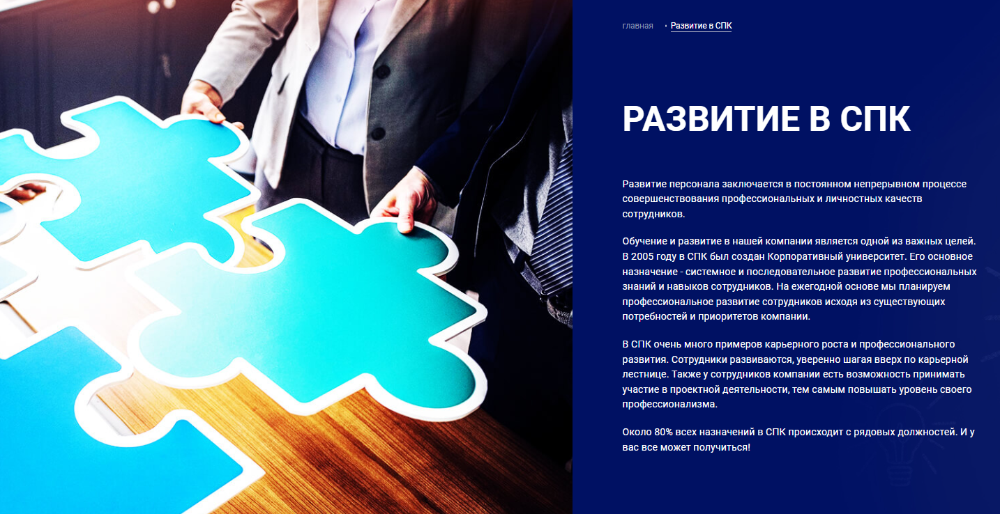 главная • Развитие в СПК
РАЗВИТИЕ В СПК
Развитие персонала заключается в постоянном непрерывном процессе
совершенствования профессиональных и личностных качеств
сотрудников.
Обучение и развитие в нашей компании является одной из важных целей.
В 2005 году в СПК был создан Корпоративный университет. Его основное
назначение - системное и последовательное развитие профессиональных
знаний и навыков сотрудников. На ежегодной основе мы планируем
профессиональное развитие сотрудников исходя из существующих
потребностей и приоритетов компании.
В СПК очень много примеров карьерного роста и профессионального
развития. Сотрудники развиваются, уверенно шагая вверх по карьерной
лестнице. Также у сотрудников компании есть возможность принимать
участие в проектной деятельности, тем самым повышать уровень своего
профессионализма.
Около 80% всех назначений в СПК происходит с рядовых должностей. И у
вас все может получиться!